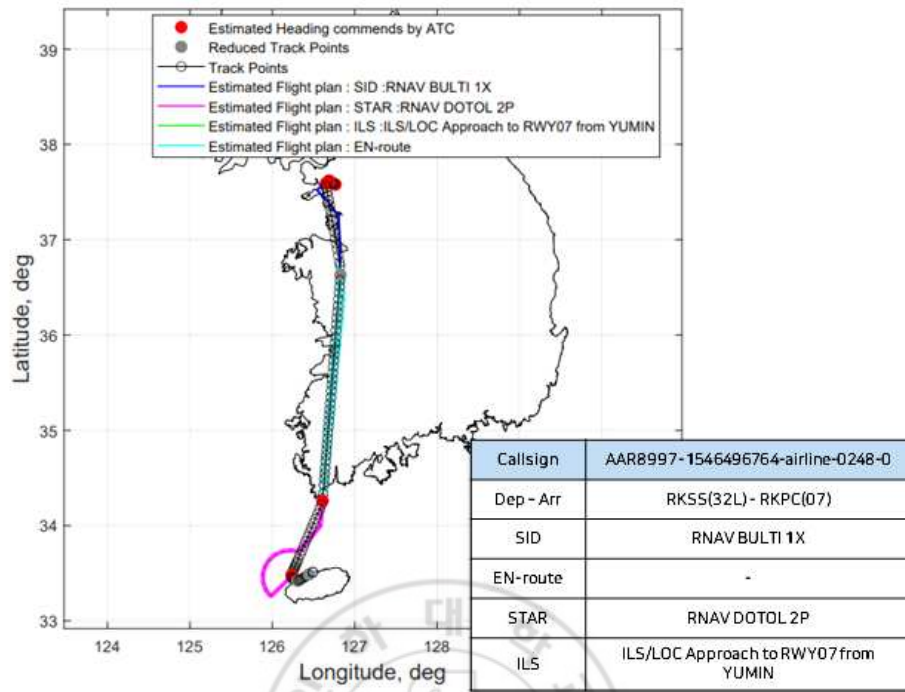 39
38
37
36
35
34
33
Latitude, deg
Estimated Heading commends by ATC
Reduced Track Points
Track Points
Estimated Flight plan : SID :RNAV BULTI 1X
Estimated Flight plan : STAR :RNAV DOTOL 2P
Estimated Flight plan : ILS :ILS/LOC Approach to RWY07 from YUMIN
Estimated Flight plan : EN-route
Callsign AAR8997-1546496764-airline-0248-0
Dep - Arr RKSS(32L) - RKPC(07)
SID RNAV BULTI 1X
EN-route -
STAR RNAV DOTOL 2P
ILS ILS/LOC Approach to RWY07 from
YUMIN
124 125 126 127 128
Longitude, deg
대